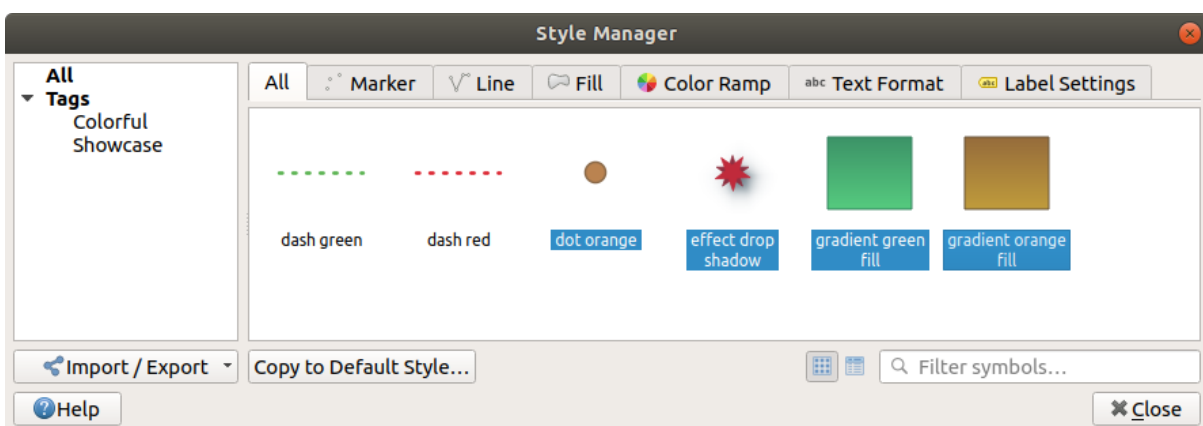 Style Manager
All
Tags
Colorful
Showcase
All
Marker
Line
Fill
Color Ramp
abc Text Format
abc Label Settings
dash green
dash red
dot orange
effect drop
shadow
gradient green
fill
gradient orange
fill
Import / Export
Copy to Default Style...
Filter symbols...
?Help
Close